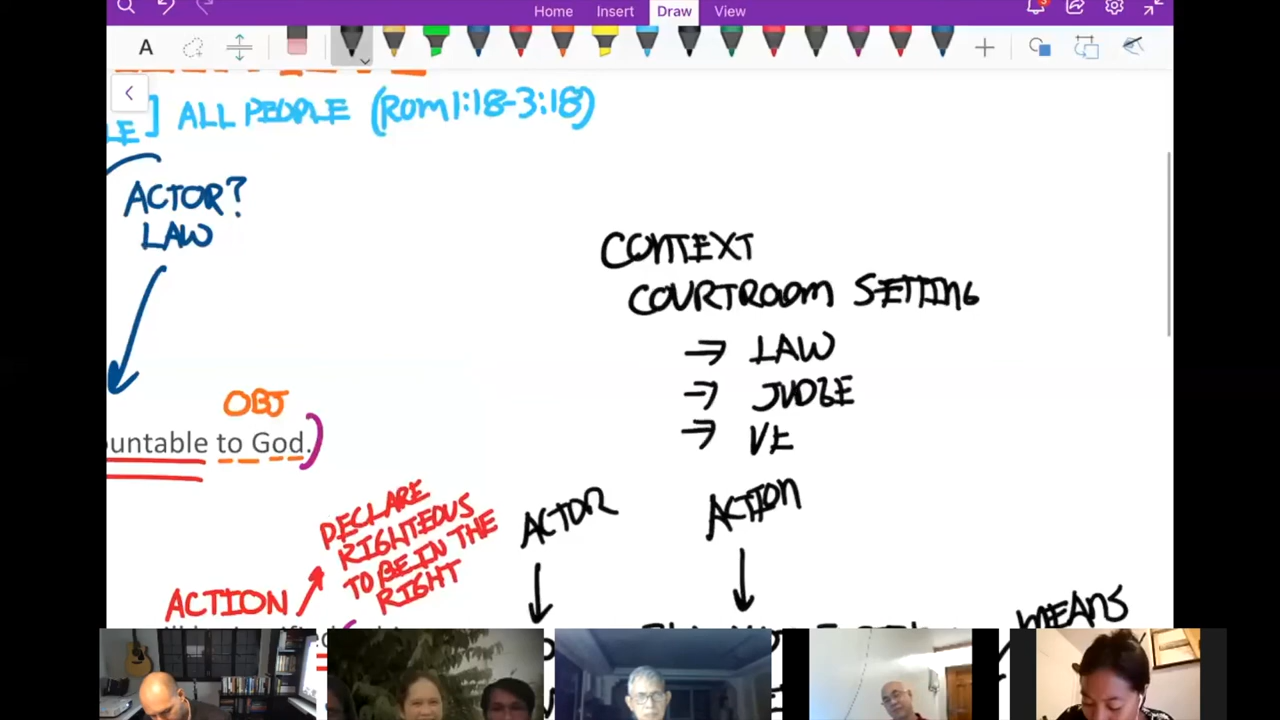 Home Insert Draw View
A
ALL PEOPLE (Rom 1:18-3:18)
ACTOR?
LAW
CONTEXT
COURTROOM SETTING
→ LAW
→ JUDGE
→ VE
OBJ
untable to God.)
DECLARE
RIGHTEOUS
TO BE IN THE
RIGHT
ACTION
ACTOR
ACTION
MEANS